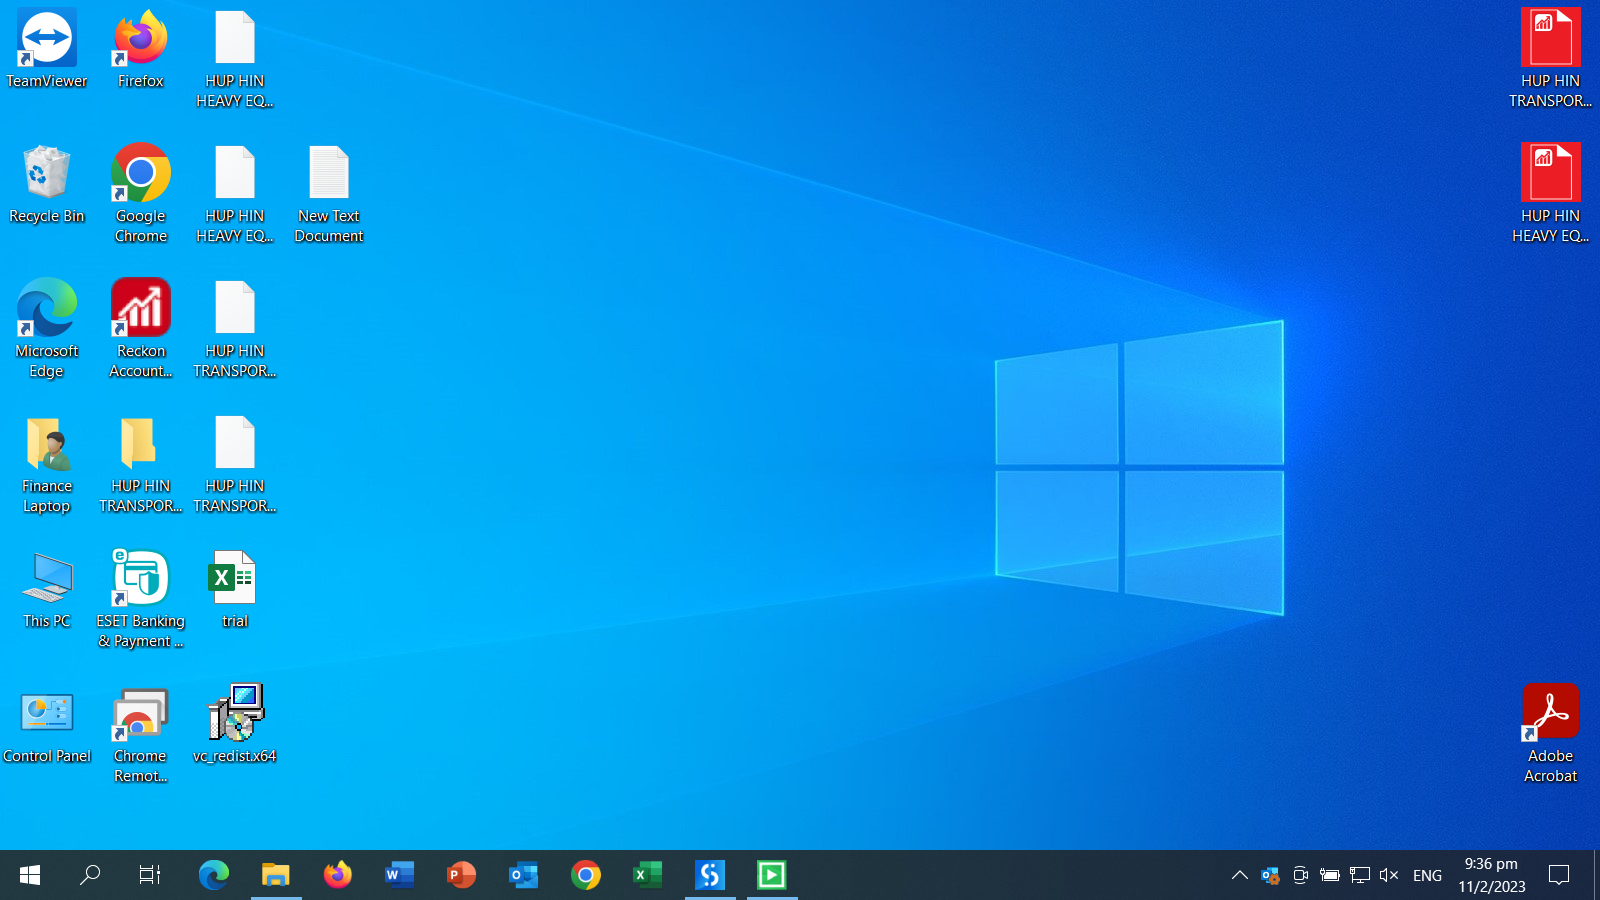 TeamViewer
Firefox
HUP HIN
HEAVY EQ...
HUP HIN
TRANSPOR...
Recycle Bin
Google
Chrome
HUP HIN
HEAVY EQ...
New Text
Document
HUP HIN
HEAVY EQ...
Microsoft
Edge
Reckon
Account...
HUP HIN
TRANSPOR...
Finance
Laptop
HUP HIN
TRANSPOR...
HUP HIN
TRANSPOR...
This PC
ESET Banking
& Payment ...
trial
Control Panel
Chrome
Remot...
vc_redist.x64
Adobe
Acrobat
ENG
9:36 pm
11/2/2023